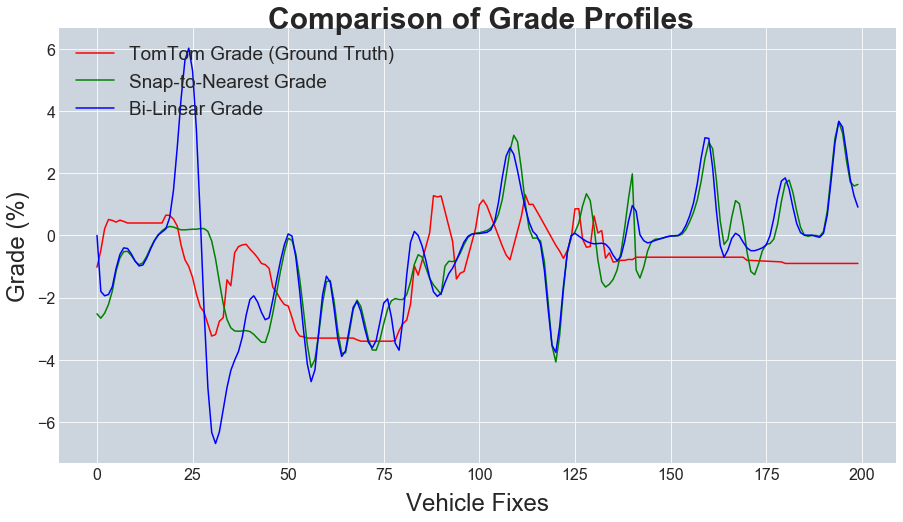 Comparison of Grade Profiles
TomTom Grade (Ground Truth)
Snap-to-Nearest Grade
Bi-Linear Grade
Grade (%)
6
4
2
0
−2
−4
−6
0 25 50 75 100 125 150 175 200
Vehicle Fixes